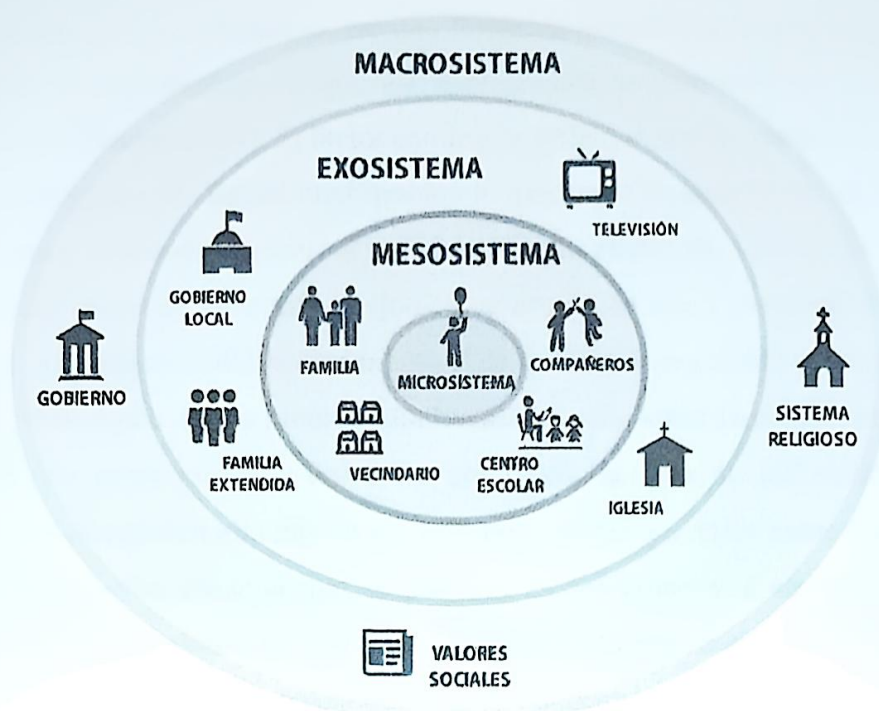 MACROSISTEMA
EXOSISTEMA
TELEVISIÓN
MESOSISTEMA
GOBIERNO
LOCAL
FAMILIA
MICROSISTEMA
COMPAÑEROS
GOBIERNO
SISTEMA
RELIGIOSO
FAMILIA
EXTENDIDA
VECINDARIO
CENTRO
ESCOLAR
IGLESIA
VALORES
SOCIALES